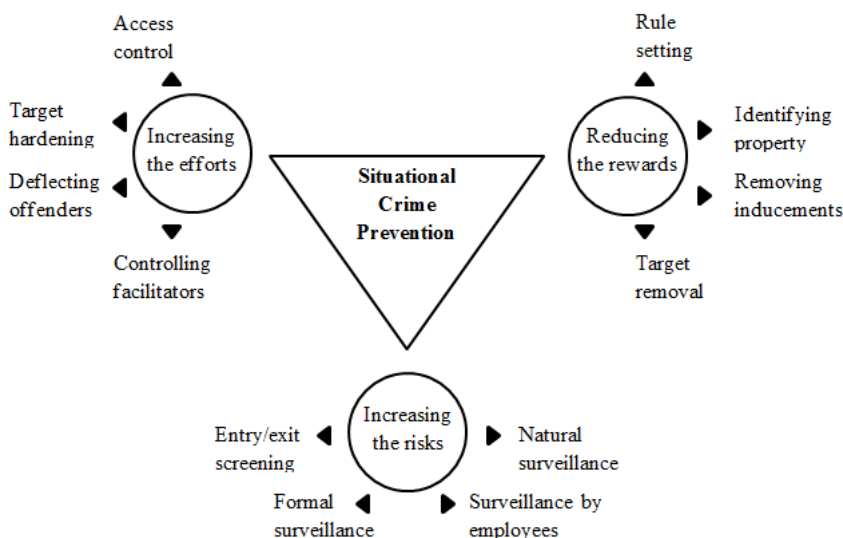 Access
control
Target
hardening
Deflecting
offenders
Increasing
the efforts
Controlling
facilitators
Situational
Crime
Prevention
Rule
setting
Reducing
the rewards
Identifying
property
Removing
inducements
Target
removal
Increasing
the risks
Entry/exit
screening
Natural
surveillance
Formal
surveillance
Surveillance by
employees